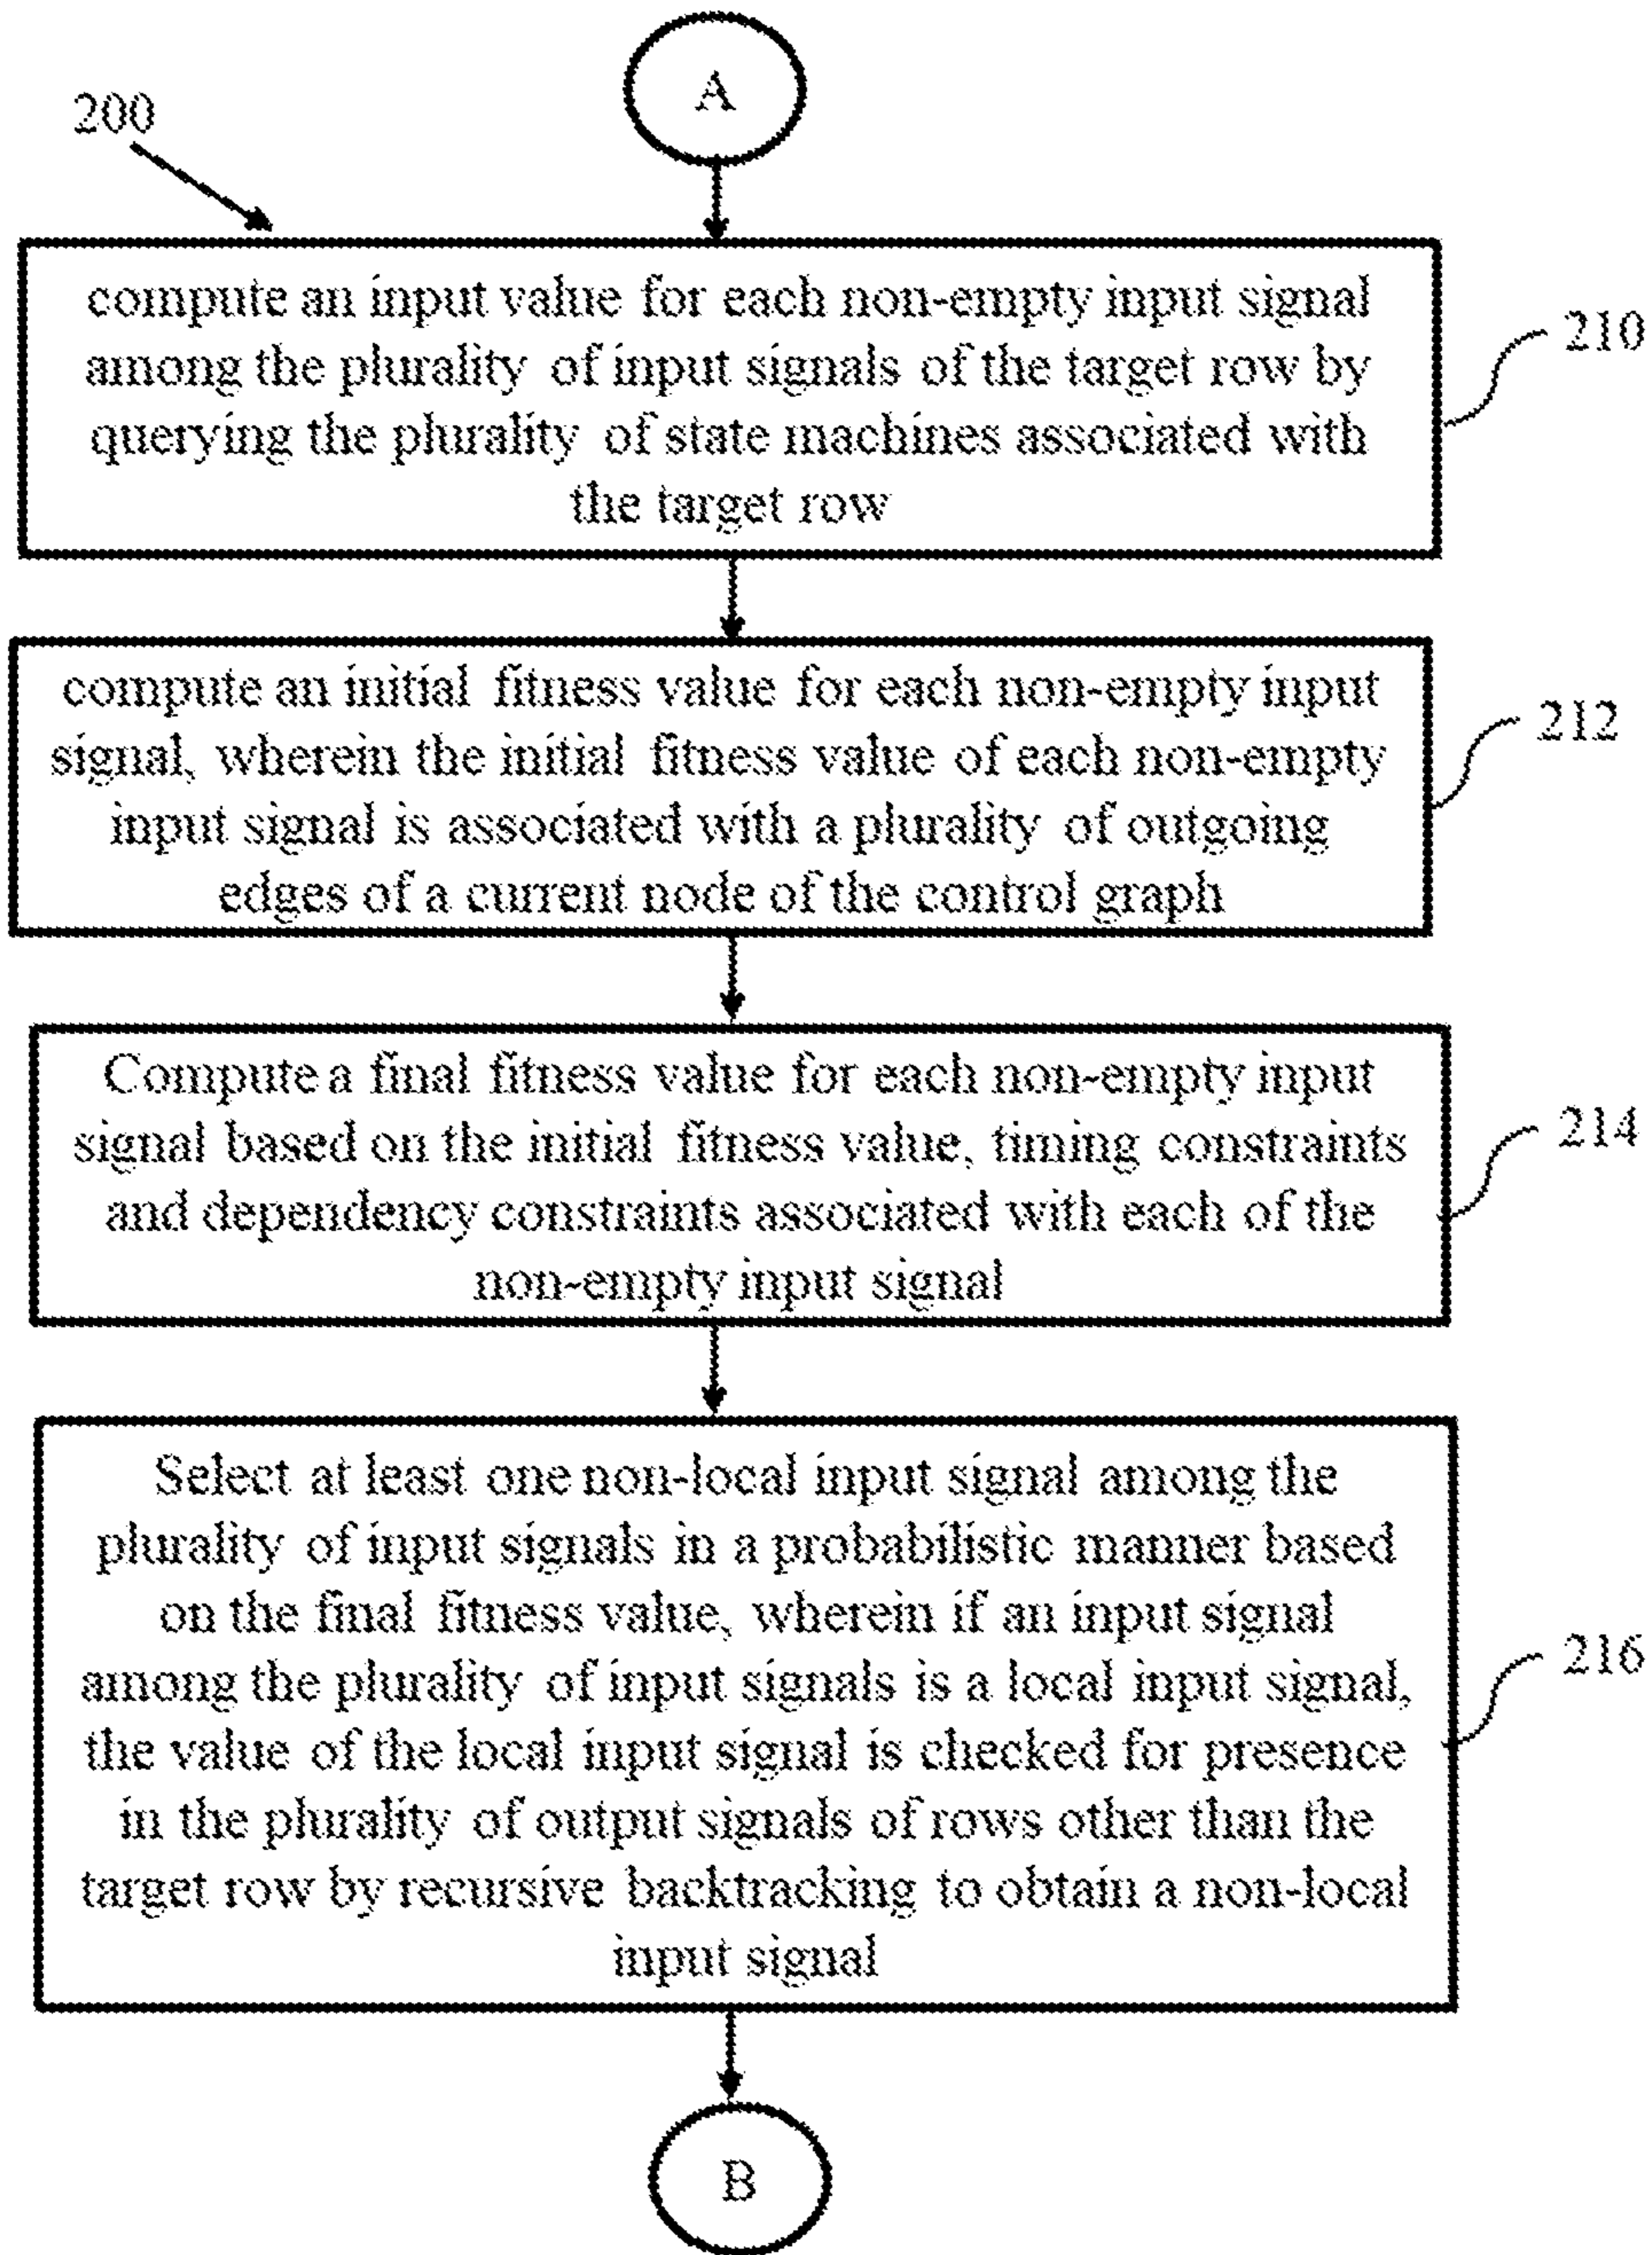 A
200
compute an input value for each non-empty input signal
among the plurality of input signals of the target row by
querying the plurality of state machines associated with
the target row
210
compute an initial fitness value for each non-empty input
signal, wherein the initial fitness value of each non-empty
input signal is associated with a plurality of outgoing
edges of a current node of the control graph
212
Compute a final fitness value for each non-empty input
signal based on the initial fitness value, timing constraints
and dependency constraints associated with each of the
non-empty input signal
214
Select at least one non-local input signal among the
plurality of input signals in a probabilistic manner based
on the final fitness value, wherein if an input signal
among the plurality of input signals is a local input signal,
the value of the local input signal is checked for presence
in the plurality of output signals of rows other than the
target row by recursive backtracking to obtain a non-local
input signal
216
B